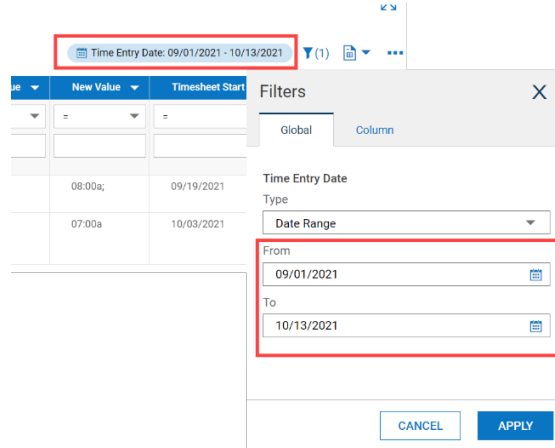 Time Entry Date: 09/01/2021 - 10/13/2021 (1)
ue New Value Timesheet Start
= =
08:00a; 09/19/2021
07:00a 10/03/2021
Filters X
Global Column
Time Entry Date
Type
Date Range
From
09/01/2021
To
10/13/2021
CANCEL APPLY